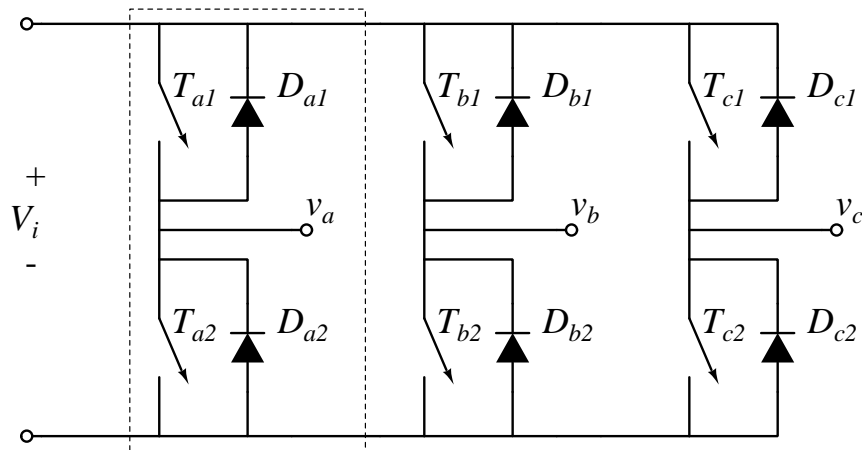 T_{a1} D_{a1} T_{b1} D_{b1} T_{c1} D_{c1}
+
V_i
-
v_a v_b v_c
T_{a2} D_{a2} T_{b2} D_{b2} T_{c2} D_{c2}